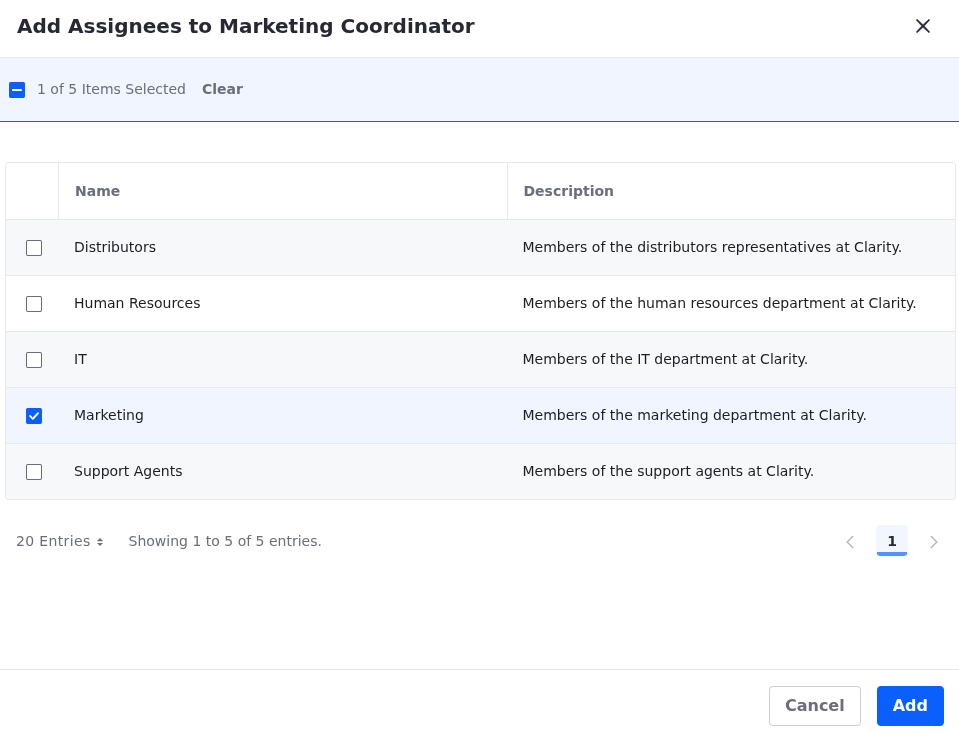 Add Assignees to Marketing Coordinator
1 of 5 Items Selected Clear
Name Description
Distributors Members of the distributors representatives at Clarity.
Human Resources Members of the human resources department at Clarity.
IT Members of the IT department at Clarity.
Marketing Members of the marketing department at Clarity.
Support Agents Members of the support agents at Clarity.
20 Entries Showing 1 to 5 of 5 entries. 1
Cancel Add